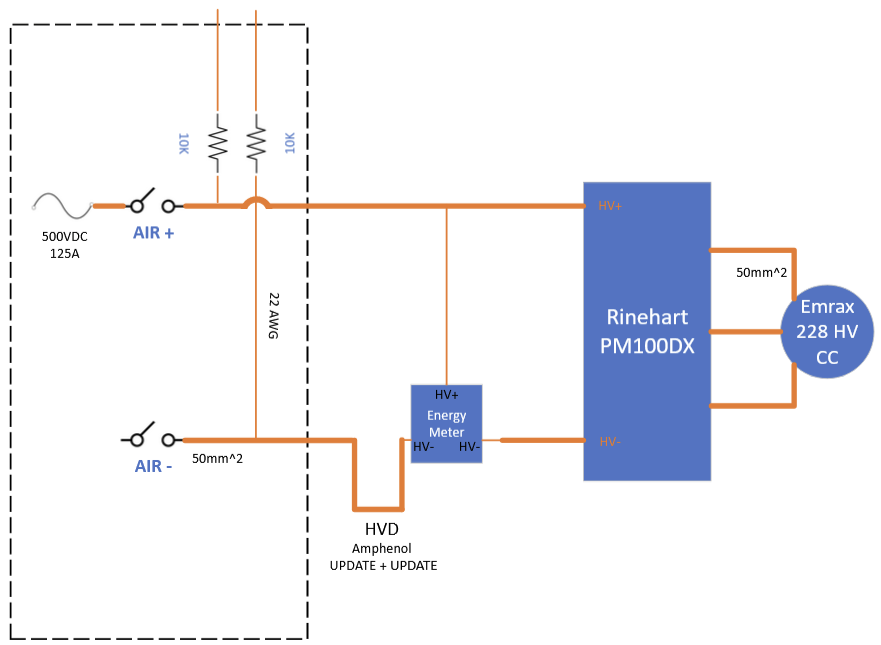 10K
10K
500VDC
125A
AIR +
22 AWG
AIR -
50mm^2
HVD
Amphenol
UPDATE + UPDATE
HV+
Energy
Meter
HV-
HV-
HV+
Rinehart
PM100DX
HV-
50mm^2
Emrax
228 HV
CC